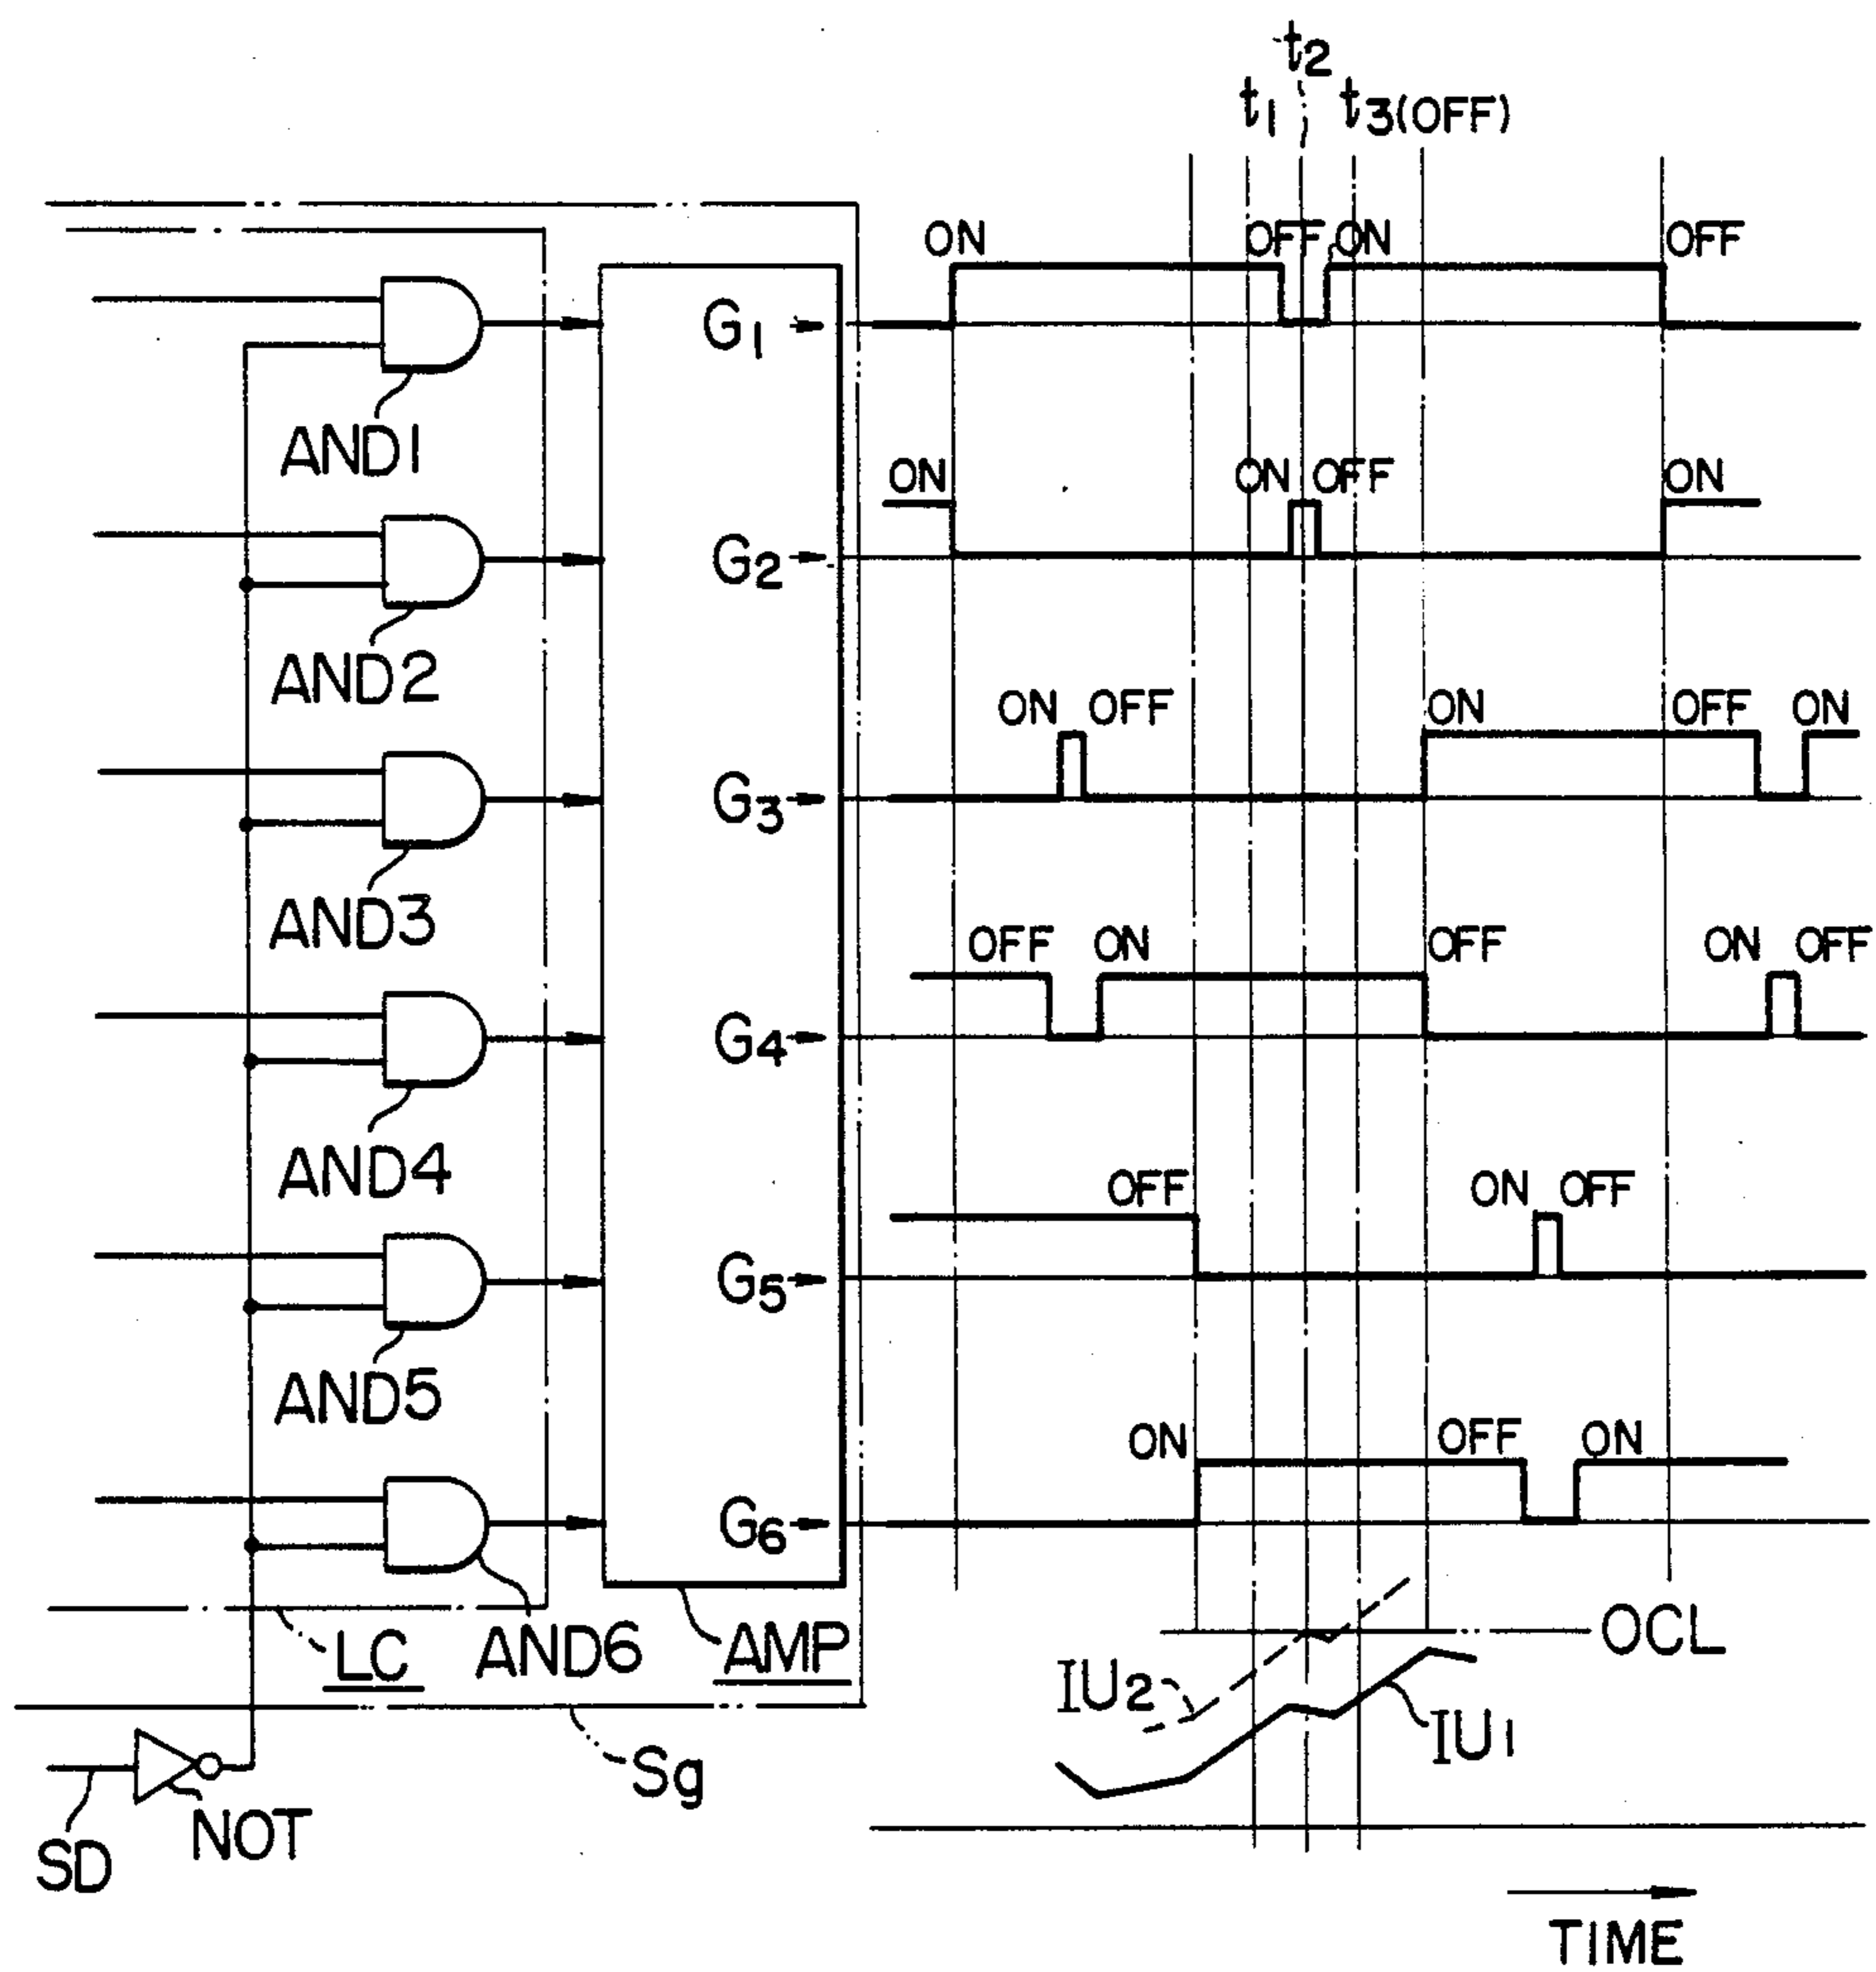 t2
t1
t3(OFF)
ON OFF ON OFF
G1
AND1
ON ON OFF ON
G2
AND2
ON OFF ON OFF ON
G3
AND3
OFF ON OFF ON OFF
G4
AND4
OFF ON OFF
G5
AND5
ON OFF ON
G6
LC AND6 AMP
OCL
IU2
IU1
Sg
SD NOT
TIME